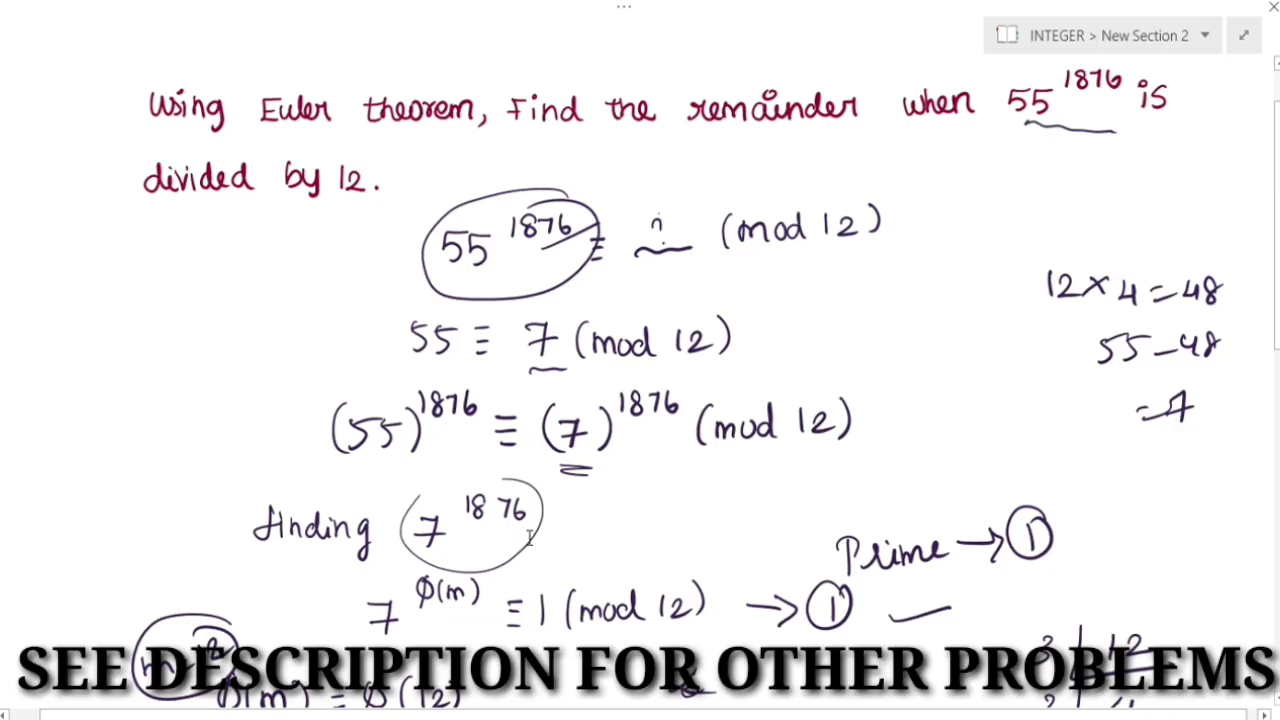 INTEGER > New Section 2
Using Euler theorem, Find the remainder when 55^1876 is
divided by 12.
55^1876 ≡ (mod 12)
12 × 4 = 48
55 ≡ 7 (mod 12)
55 - 48
= 7
(55)^1876 ≡ (7)^1876 (mod 12)
finding 7^1876
Prime → ①
7^Φ(m) ≡ 1 (mod 12) → ①
SEE DESCRIPTION FOR OTHER PROBLEMS
Φ(m) = Φ(12)